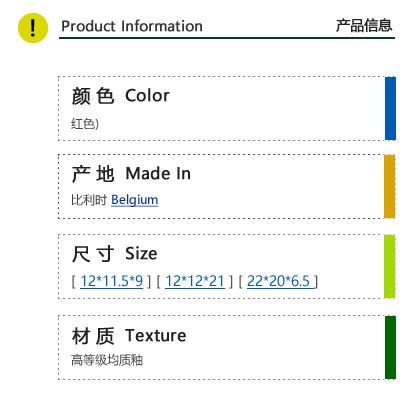 ! Product Information 产品信息
颜 色 Color
红色)
产 地 Made In
比利时 Belgium
尺 寸 Size
[ 12*11.5*9 ] [ 12*12*21 ] [ 22*20*6.5 ]
材 质 Texture
高等级均质釉